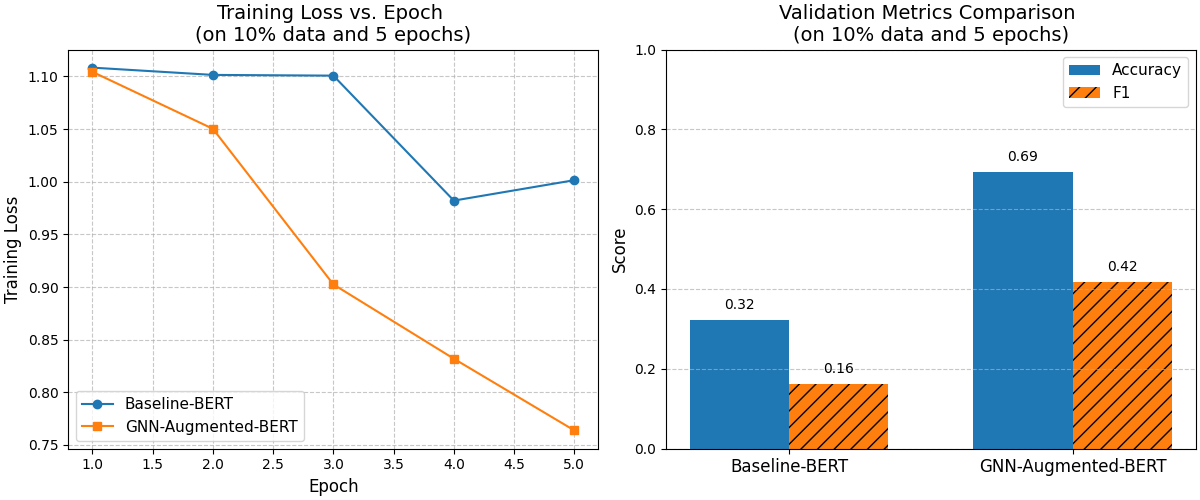 Training Loss vs. Epoch
(on 10% data and 5 epochs)
Training Loss
1.10
1.05
1.00
0.95
0.90
0.85
0.80
0.75
Baseline-BERT
GNN-Augmented-BERT
1.0 1.5 2.0 2.5 3.0 3.5 4.0 4.5 5.0
Epoch
Validation Metrics Comparison
(on 10% data and 5 epochs)
Score
1.0
0.8
0.6
0.4
0.2
0.0
Accuracy
F1
0.32
0.16
0.69
0.42
Baseline-BERT GNN-Augmented-BERT